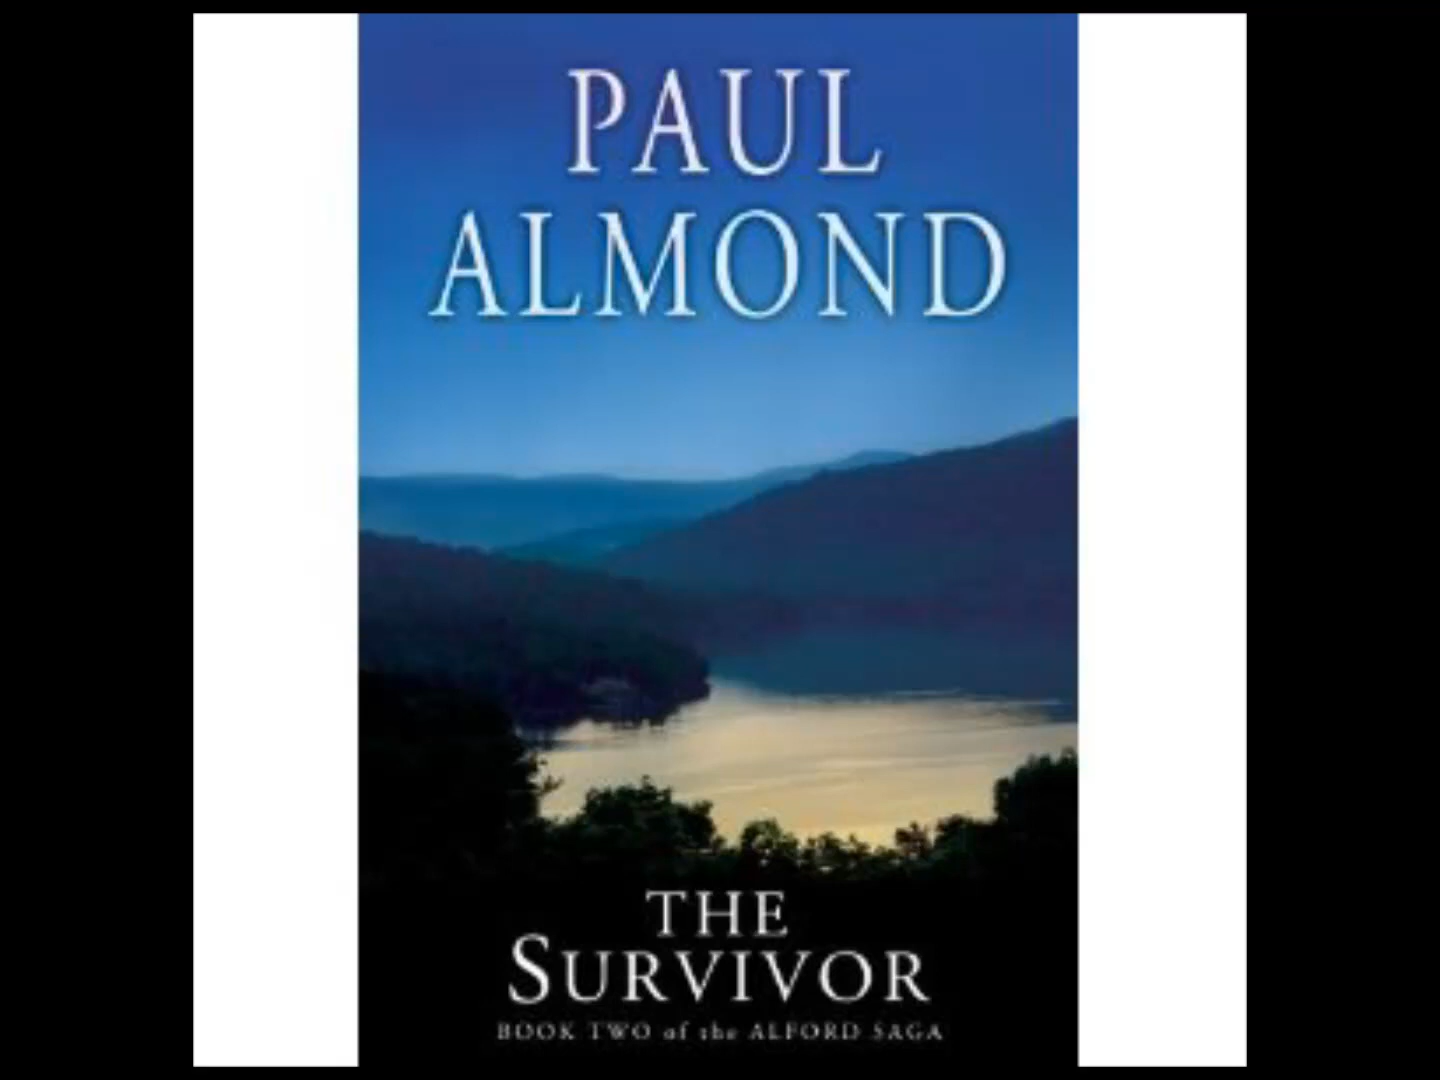 PAUL
ALMOND
THE
SURVIVOR
BOOK TWO of the ALFORD SAGA